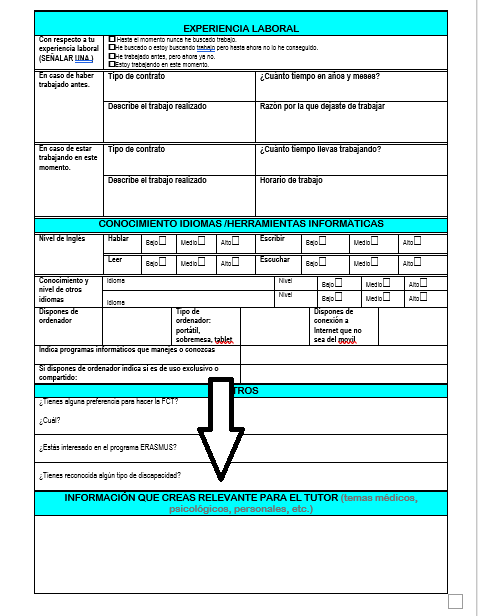 EXPERIENCIA LABORAL
Con respecto a tu
experiencia laboral
(SEÑALAR UNA.)
Hasta el momento nunca he buscado trabajo.
He buscado o estoy buscando trabajo pero hasta ahora no lo he conseguido.
He trabajado antes, pero ahora ya no.
Estoy trabajando en este momento.
En caso de haber
trabajado antes.
Tipo de contrato
¿Cuánto tiempo en años y meses?
Describe el trabajo realizado
Razón por la que dejaste de trabajar
En caso de estar
trabajando en este
momento.
Tipo de contrato
¿Cuánto tiempo llevas trabajando?
Describe el trabajo realizado
Horario de trabajo
CONOCIMIENTO IDIOMAS /HERRAMIENTAS INFORMATICAS
Nivel de Inglés
Hablar
Bajo
Medio
Alto
Escribir
Bajo
Medio
Alto
Leer
Bajo
Medio
Alto
Escuchar
Bajo
Medio
Alto
Conocimiento y
nivel de otros
idiomas
Idioma
Nivel
Bajo
Medio
Alto
Idioma
Nivel
Bajo
Medio
Alto
Dispones de
ordenador
Tipo de
ordenador:
portátil,
sobremesa, tablet.
Dispones de
conexión a
Internet que no
sea del movil.
Indica programas informáticos que manejes o conozcas
Si dispones de ordenador indica si es de uso exclusivo o
compartido:
TROS
¿Tienes alguna preferencia para hacer la FCT?
¿Cuál?
¿Estás interesado en el programa ERASMUS?
¿Tienes reconocida algún tipo de discapacidad?
INFORMACIÓN QUE CREAS RELEVANTE PARA EL TUTOR (temas médicos,
psicológicos, personales, etc.)